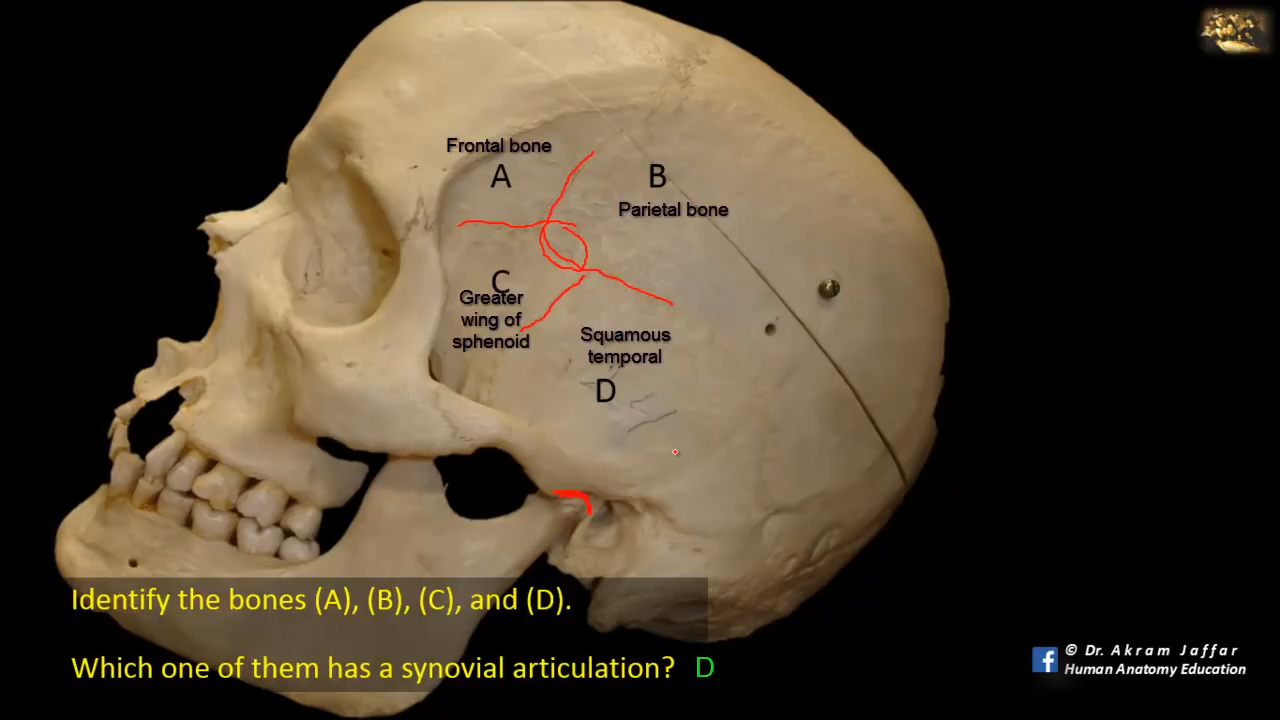 Frontal bone
A
B
Parietal bone
C
Greater
wing of
sphenoid
Squamous
temporal
D
Identify the bones (A), (B), (C), and (D).
Which one of them has a synovial articulation? D
f © Dr. Akram Jaffar
Human Anatomy Education